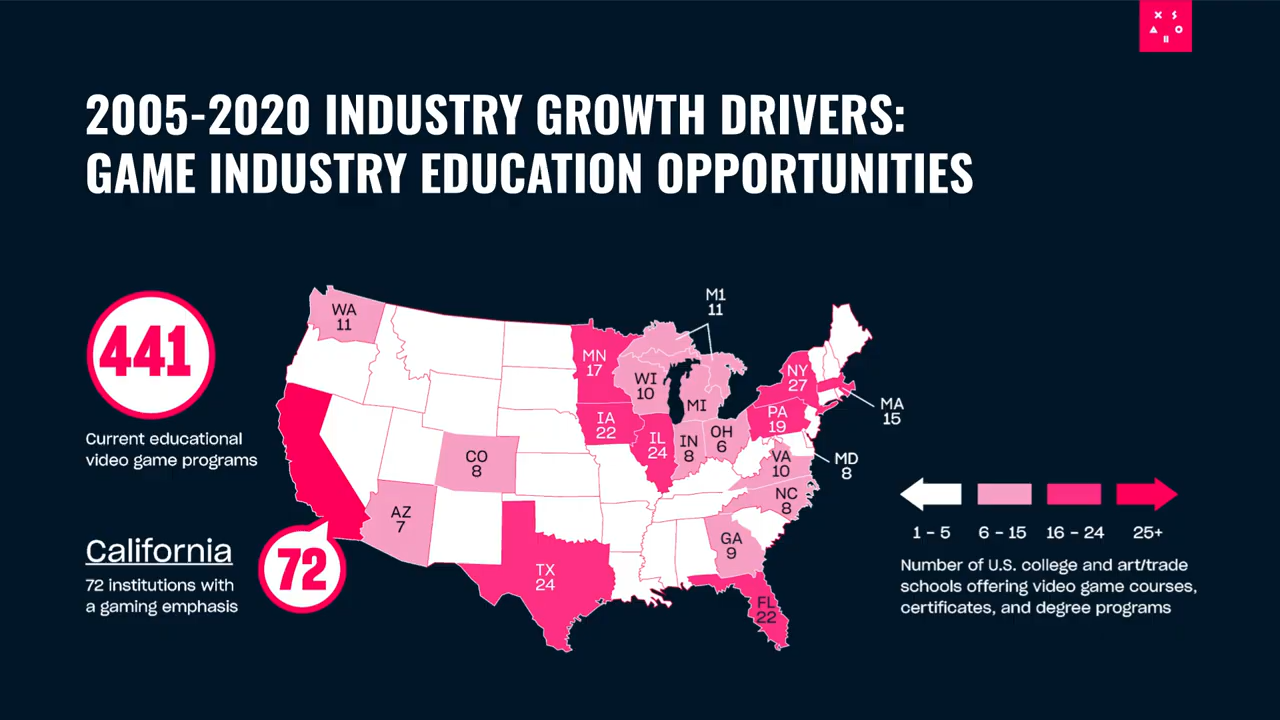 2005-2020 INDUSTRY GROWTH DRIVERS:
GAME INDUSTRY EDUCATION OPPORTUNITIES
441
Current educational
video game programs
California
72 institutions with
a gaming emphasis
72
WA
11
CO
8
AZ
7
TX
24
MN
17
IA
22
WI
10
IL
24
M1
11
MI
IN
8
OH
6
NY
27
PA
19
MA
15
MD
8
VA
10
NC
8
GA
9
FL
22
1 – 5
6 – 15
16 – 24
25+
Number of U.S. college and art/trade
schools offering video game courses,
certificates, and degree programs